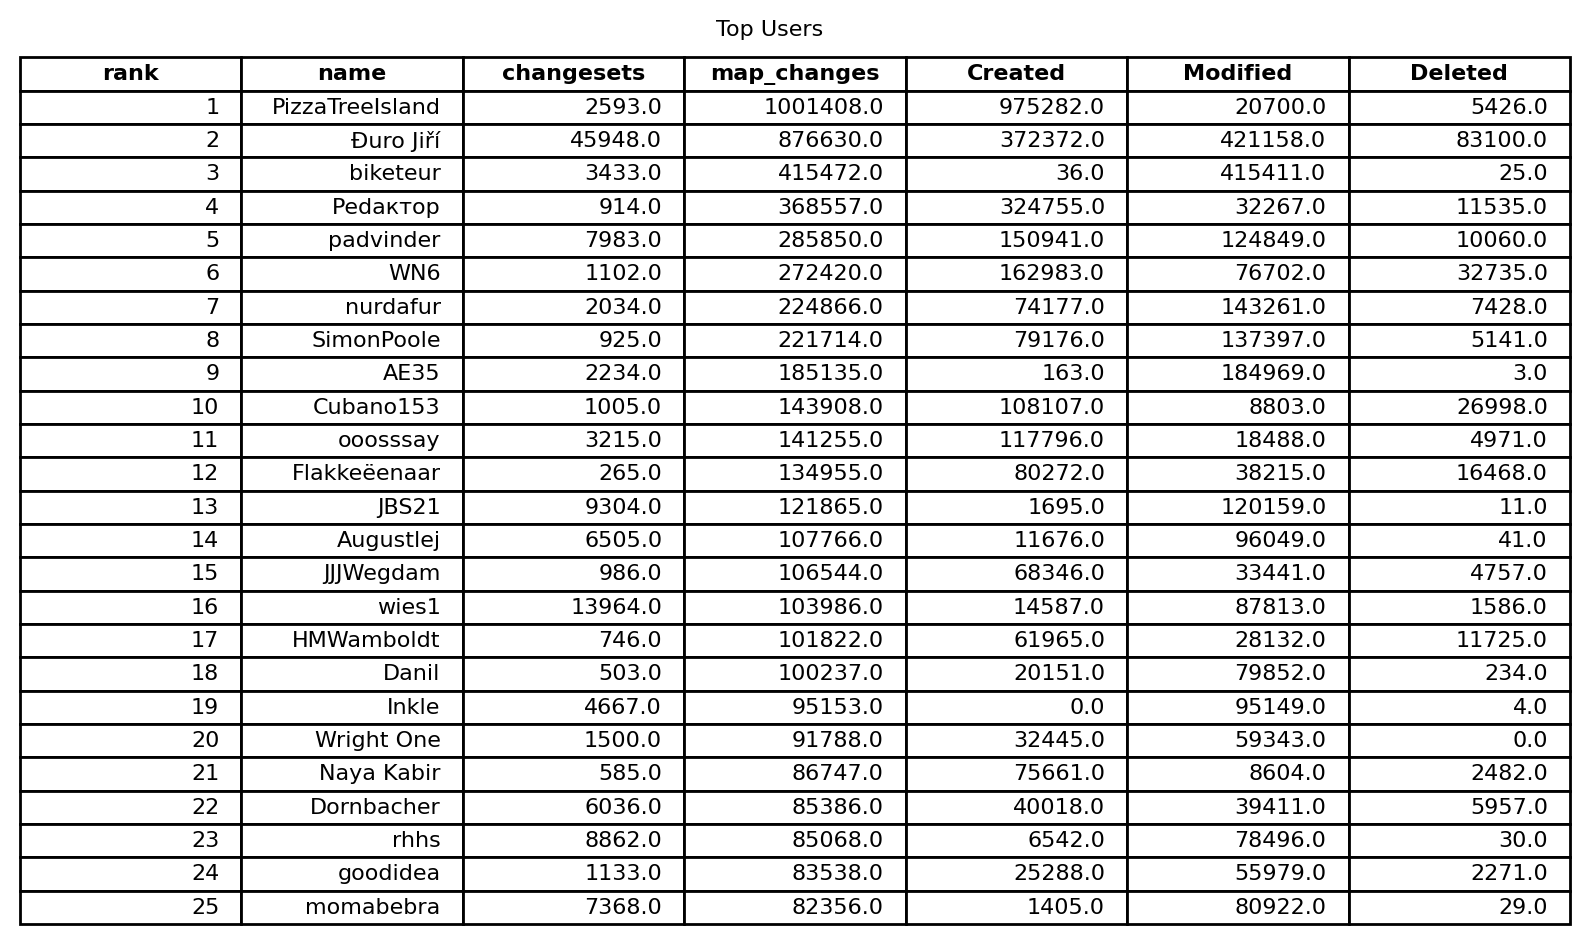 Top Users
rank name changesets map_changes Created Modified Deleted
1 PizzaTreeIsland 2593.0 1001408.0 975282.0 20700.0 5426.0
2 Đuro Jiří 45948.0 876630.0 372372.0 421158.0 83100.0
3 biketeur 3433.0 415472.0 36.0 415411.0 25.0
4 Pedaктop 914.0 368557.0 324755.0 32267.0 11535.0
5 padvinder 7983.0 285850.0 150941.0 124849.0 10060.0
6 WN6 1102.0 272420.0 162983.0 76702.0 32735.0
7 nurdafur 2034.0 224866.0 74177.0 143261.0 7428.0
8 SimonPoole 925.0 221714.0 79176.0 137397.0 5141.0
9 AE35 2234.0 185135.0 163.0 184969.0 3.0
10 Cubano153 1005.0 143908.0 108107.0 8803.0 26998.0
11 ooosssay 3215.0 141255.0 117796.0 18488.0 4971.0
12 Flakkeëenaar 265.0 134955.0 80272.0 38215.0 16468.0
13 JBS21 9304.0 121865.0 1695.0 120159.0 11.0
14 Augustlej 6505.0 107766.0 11676.0 96049.0 41.0
15 JJJWegdam 986.0 106544.0 68346.0 33441.0 4757.0
16 wies1 13964.0 103986.0 14587.0 87813.0 1586.0
17 HMWamboldt 746.0 101822.0 61965.0 28132.0 11725.0
18 Danil 503.0 100237.0 20151.0 79852.0 234.0
19 Inkle 4667.0 95153.0 0.0 95149.0 4.0
20 Wright One 1500.0 91788.0 32445.0 59343.0 0.0
21 Naya Kabir 585.0 86747.0 75661.0 8604.0 2482.0
22 Dornbacher 6036.0 85386.0 40018.0 39411.0 5957.0
23 rhhs 8862.0 85068.0 6542.0 78496.0 30.0
24 goodidea 1133.0 83538.0 25288.0 55979.0 2271.0
25 momabebra 7368.0 82356.0 1405.0 80922.0 29.0